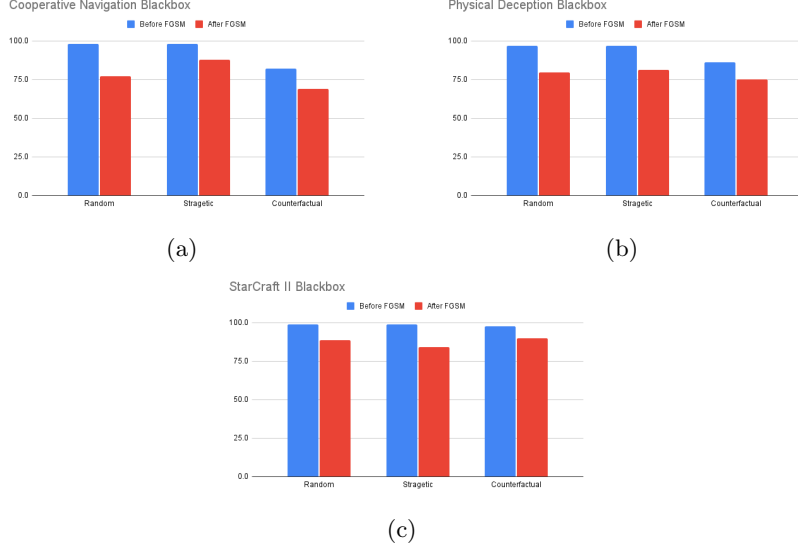 Cooperative Navigation Blackbox
Before FGSM After FGSM
100.0
75.0
50.0
25.0
0.0
Random Stragetic Counterfactual
(a)
Physical Deception Blackbox
Before FGSM After FGSM
100.0
75.0
50.0
25.0
0.0
Random Stragetic Counterfactual
(b)
StarCraft II Blackbox
Before FGSM After FGSM
100.0
75.0
50.0
25.0
0.0
Random Stragetic Counterfactual
(c)